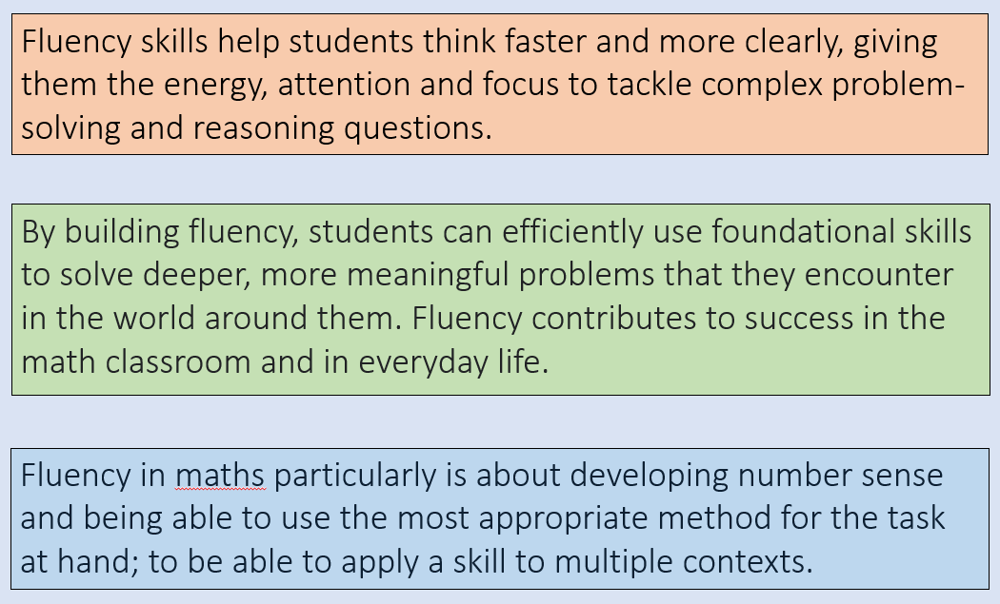 Fluency skills help students think faster and more clearly, giving
them the energy, attention and focus to tackle complex problem-
solving and reasoning questions.
By building fluency, students can efficiently use foundational skills
to solve deeper, more meaningful problems that they encounter
in the world around them. Fluency contributes to success in the
math classroom and in everyday life.
Fluency in maths particularly is about developing number sense
and being able to use the most appropriate method for the task
at hand; to be able to apply a skill to multiple contexts.